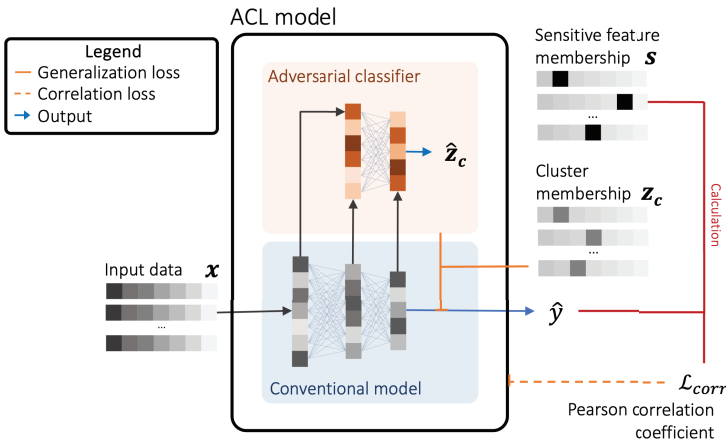 ACL model
Legend
Generalization loss
Correlation loss
Output
Adversarial classifier
ẑ_c
Sensitive feature
membership s
...
Cluster
membership z_c
...
Calculation
Input data x
...
ŷ
Conventional model
ℒ_corr
Pearson correlation
coefficient